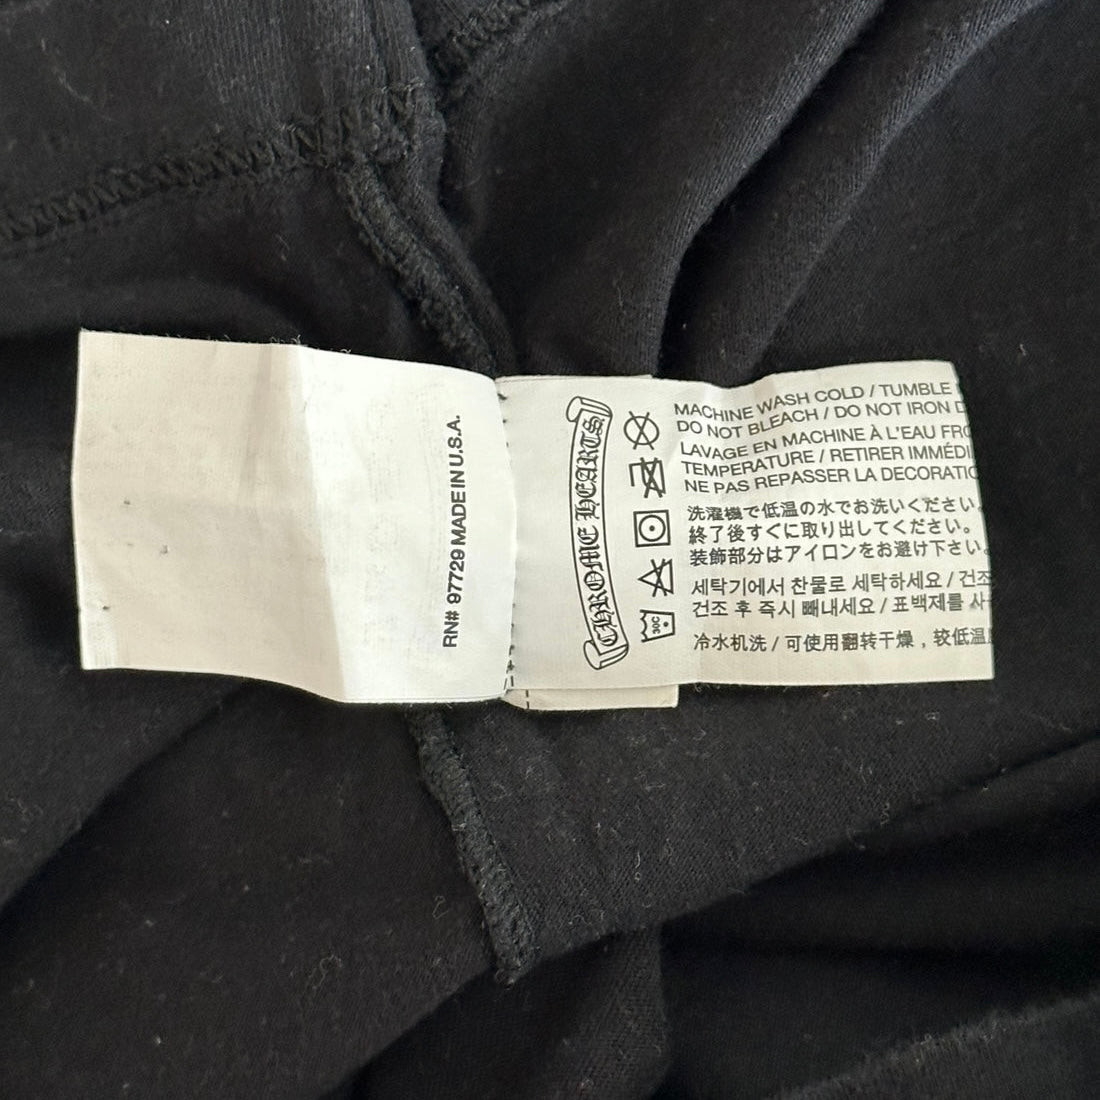 RN# 97729 MADE IN U.S.A.
CHROME HEARTS
30C
MACHINE WASH COLD / TUMBLE
DO NOT BLEACH / DO NOT IRON D
LAVAGE EN MACHINE À L'EAU FRO
TEMPERATURE / RETIRER IMMÉDI
NE PAS REPASSER LA DECORATIO
洗濯機で低温の水でお洗いください。
終了後すぐに取り出してください。
装飾部分はアイロンをお避け下さい。
세탁기에서 찬물로 세탁하세요 / 건조
건조 후 즉시 빼내세요 / 표백제를 사
冷水机洗 / 可使用翻转干燥，较低温